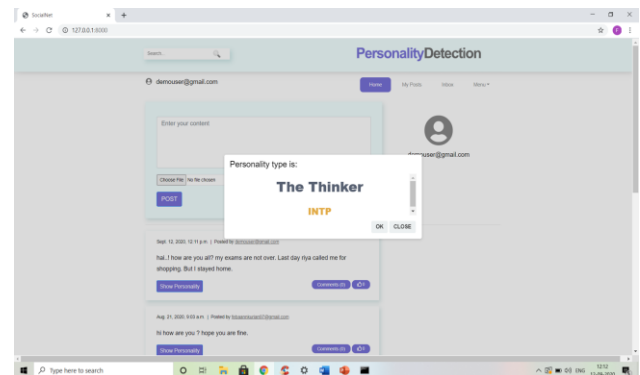 SocialNet
127.0.0.1:8000
Search..
PersonalityDetection
demouser@gmail.com
Home My Posts Inbox Menu
Enter your content
demouser@gmail.com
Personality type is:
The Thinker
INTP
OK CLOSE
Choose File No file chosen
POST
Sept. 12, 2020, 12:11 p.m. | Posted by demouser@gmail.com
hai..! how are you all? my exams are not over. Last day riya called me for
shopping. But I stayed home.
Show Personality
Comments (0)
Aug. 21, 2020, | Posted by
hi how are you ? hope you are fine.
Show Personality
Comments (0)
Type here to search
ENG
12:12